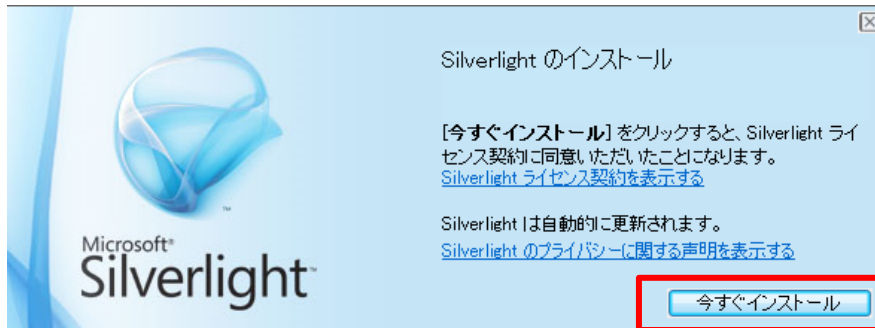 Silverlight のインストール
[今すぐインストール] をクリックすると、Silverlight ライ
センス契約に同意いただいたことになります。
Silverlight ライセンス契約を表示する
Silverlight は自動的に更新されます。
Silverlight のプライバシーに関する声明を表示する
Microsoft®
Silverlight™
今すぐインストール